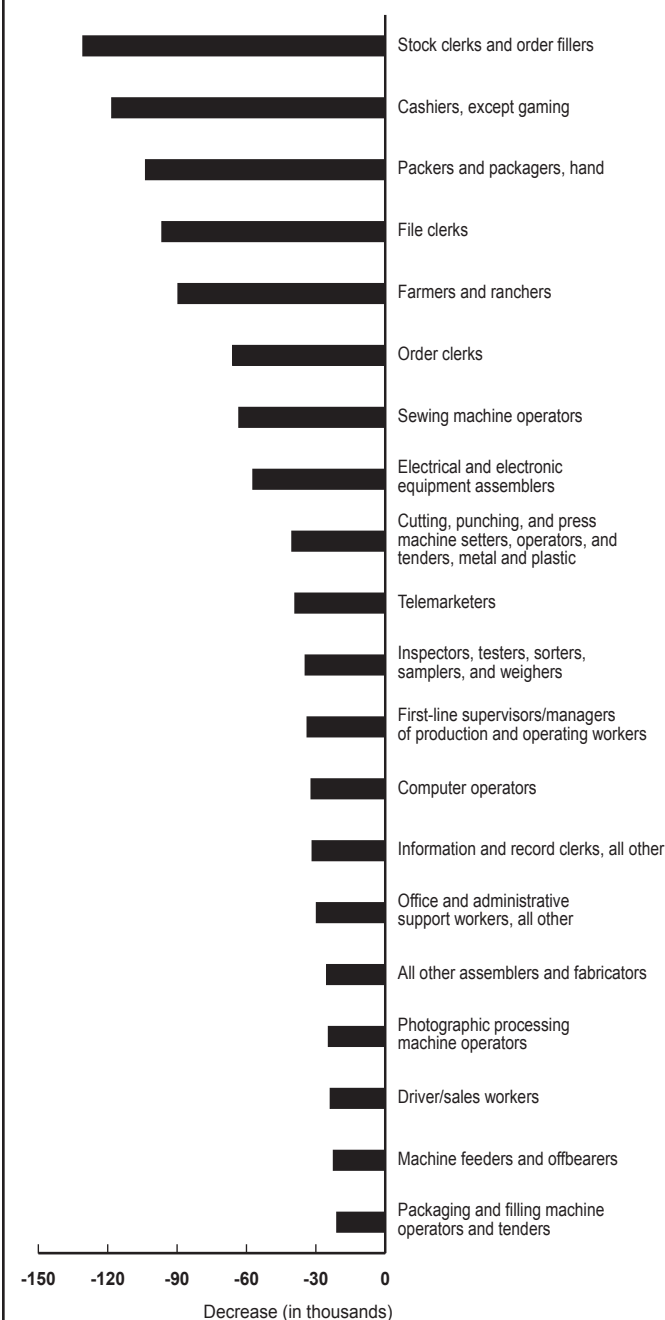 Stock clerks and order fillers
Cashiers, except gaming
Packers and packagers, hand
File clerks
Farmers and ranchers
Order clerks
Sewing machine operators
Electrical and electronic
equipment assemblers
Cutting, punching, and press
machine setters, operators, and
tenders, metal and plastic
Telemarketers
Inspectors, testers, sorters,
samplers, and weighers
First-line supervisors/managers
of production and operating workers
Computer operators
Information and record clerks, all other
Office and administrative
support workers, all other
All other assemblers and fabricators
Photographic processing
machine operators
Driver/sales workers
Machine feeders and offbearers
Packaging and filling machine
operators and tenders
-150 -120 -90 -60 -30 0
Decrease (in thousands)